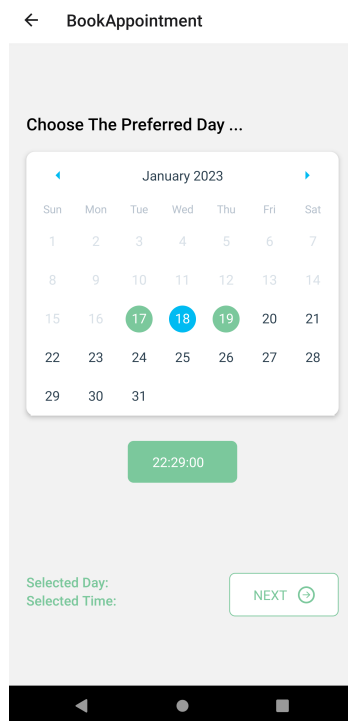 BookAppointment
Choose The Preferred Day ...
January 2023
Sun Mon Tue Wed Thu Fri Sat
1 2 3 4 5 6 7
8 9 10 11 12 13 14
15 16 17 18 19 20 21
22 23 24 25 26 27 28
29 30 31
22:29:00
Selected Day:
Selected Time:
NEXT